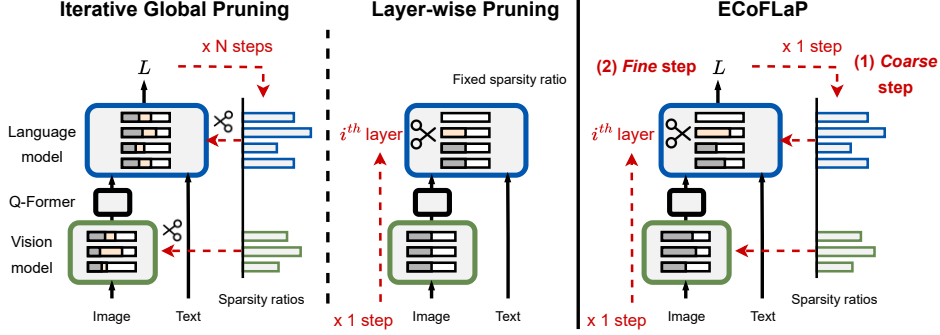 Iterative Global Pruning
x N steps
L
Language
model
Q-Former
Vision
model
Image
Text
Sparsity ratios
Layer-wise Pruning
Fixed sparsity ratio
i^{th} layer
x 1 step
Image
Text
ECoFLaP
x 1 step
(2) Fine step
L
(1) Coarse
step
i^{th} layer
x 1 step
Image
Text
Sparsity ratios